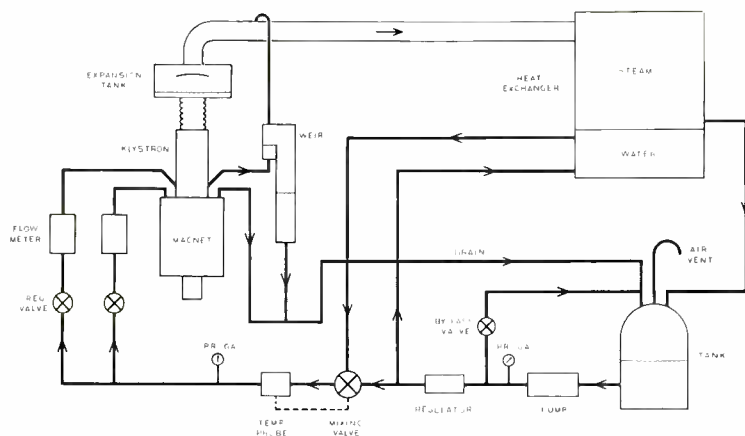 EXPANSION
TANK
STEAM
HEAT
EXCHANGER
KLYSTRON
WEIR
WATER
FLOW
METER
MAGNET
AIR
VENT
DRAIN
REG
VALVE
BY PASS
VALVE
PR. GA
PR. GA
TANK
TEMP
PROBE
MIXING
VALVE
REGULATOR
PUMP